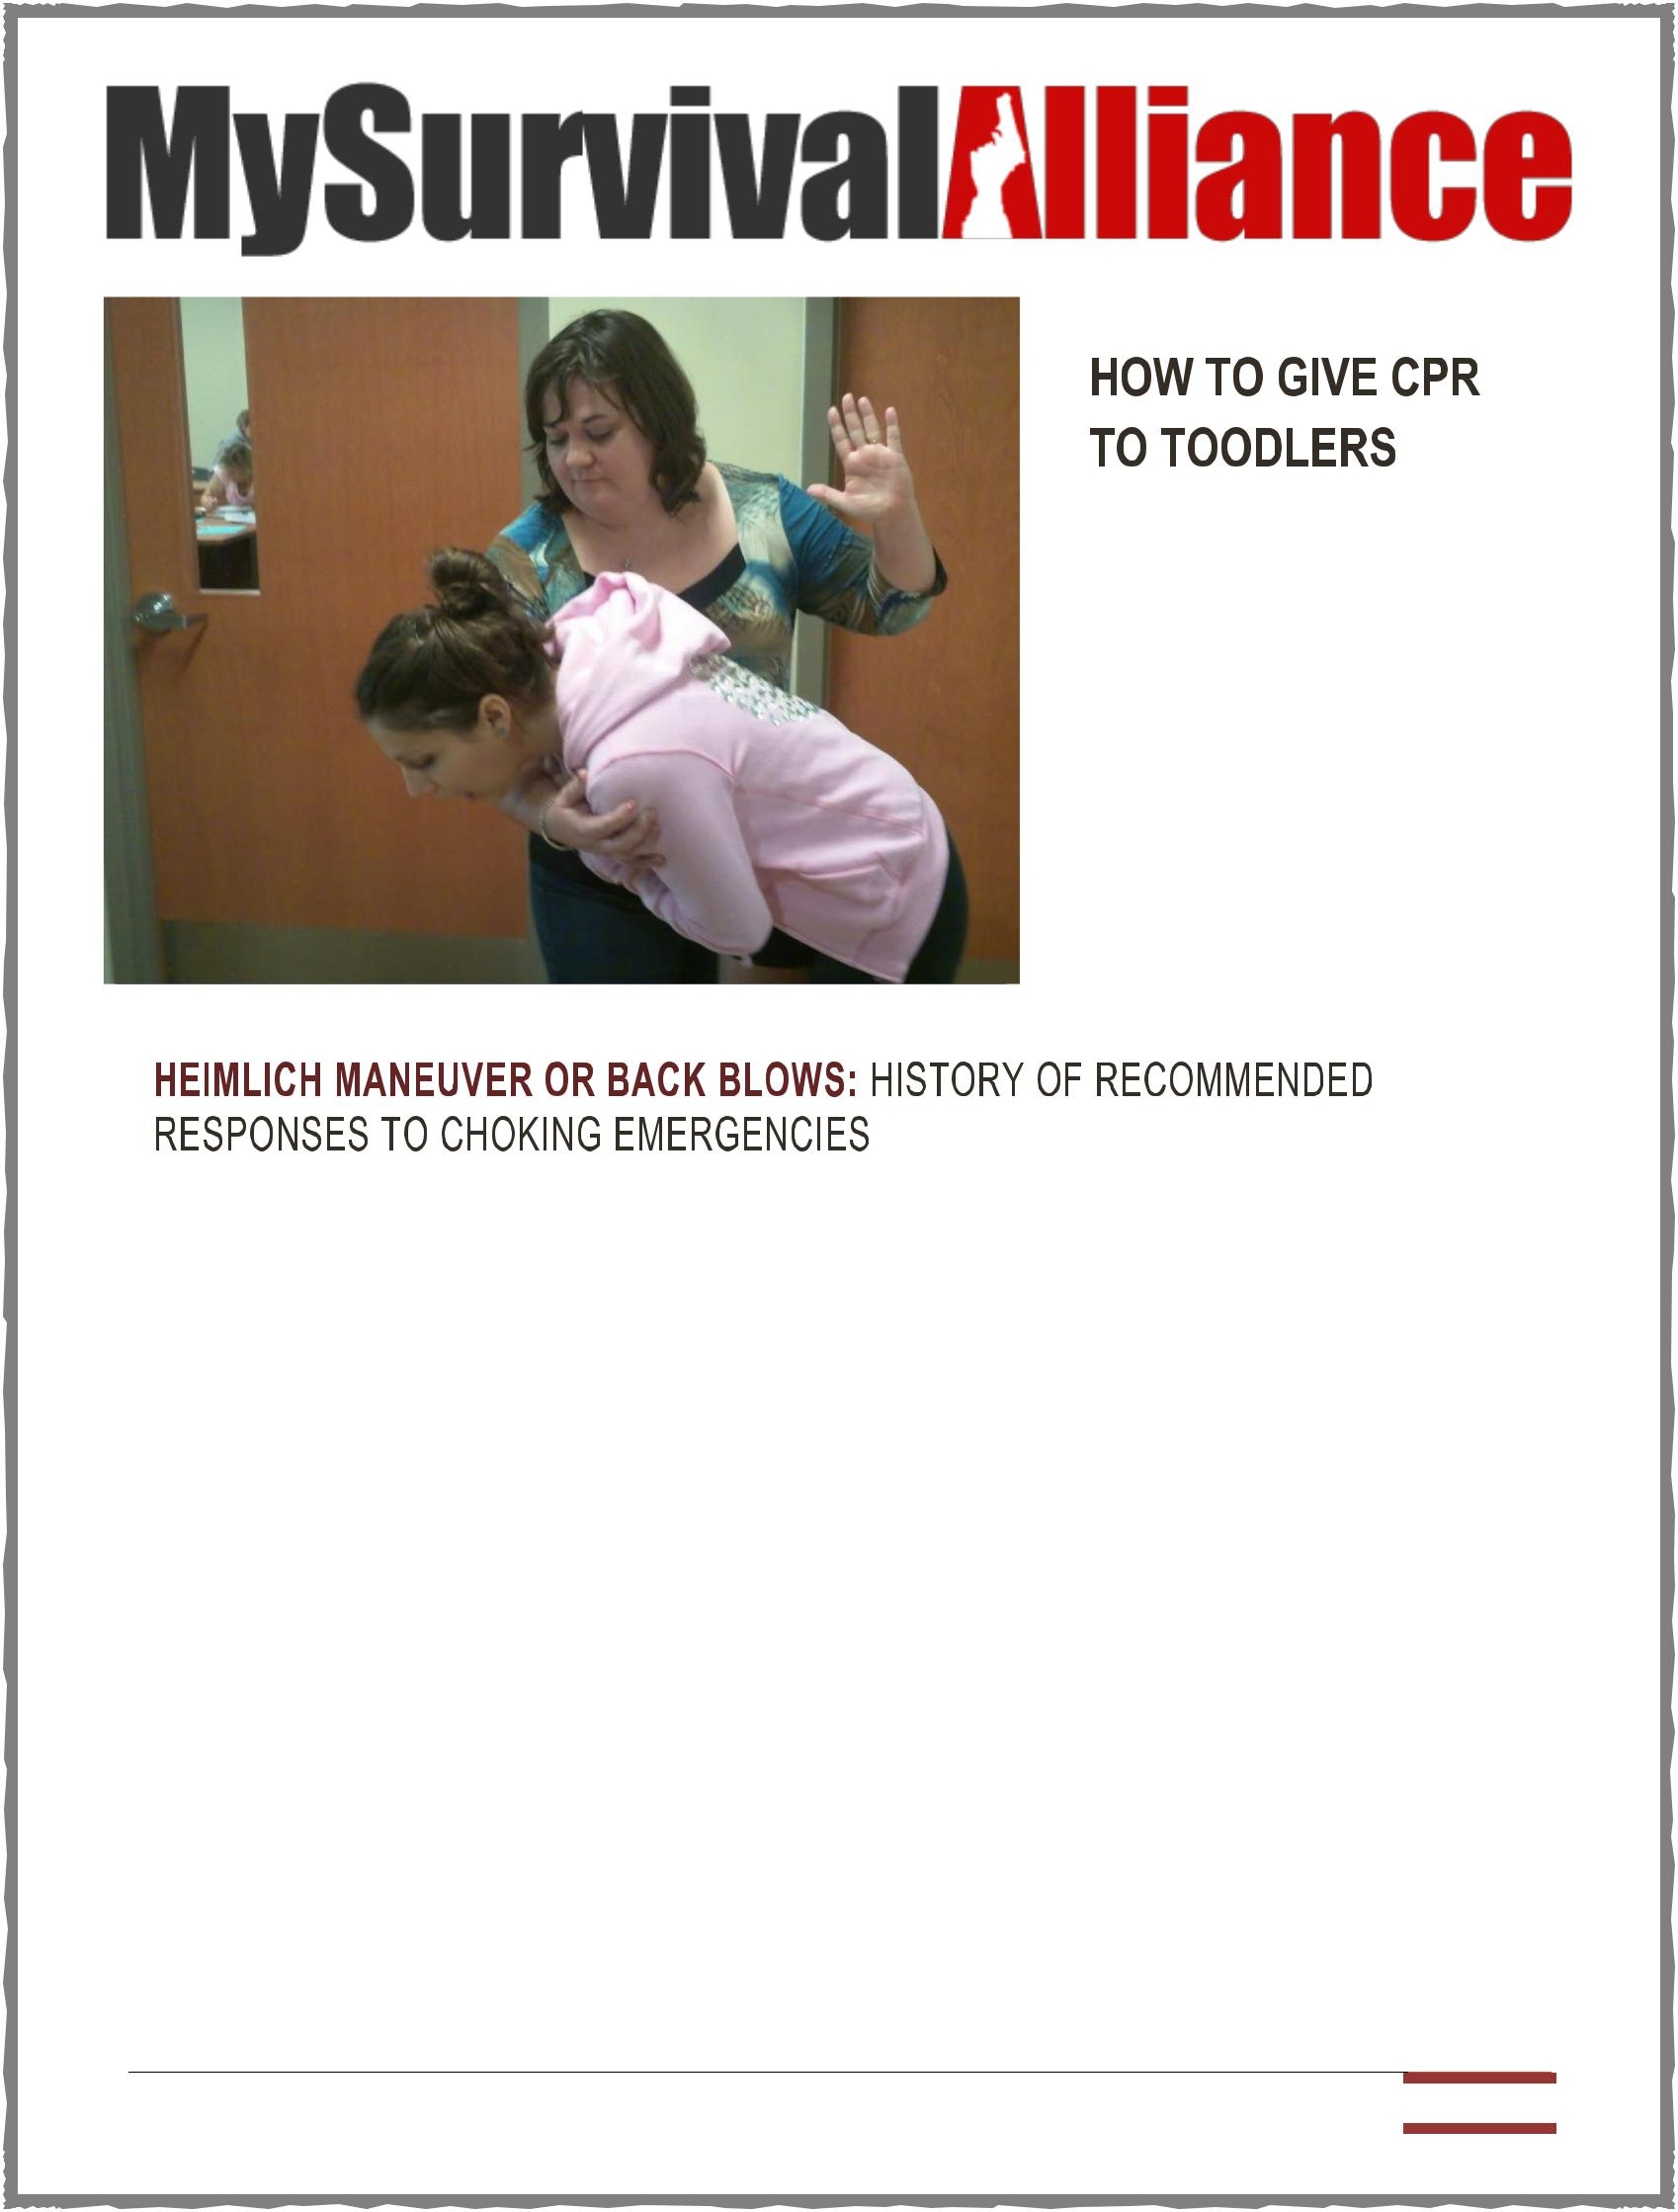 MySurvivalAlliance
HOW TO GIVE CPR
TO TOODLERS
HEIMLICH MANEUVER OR BACK BLOWS: HISTORY OF RECOMMENDED
RESPONSES TO CHOKING EMERGENCIES